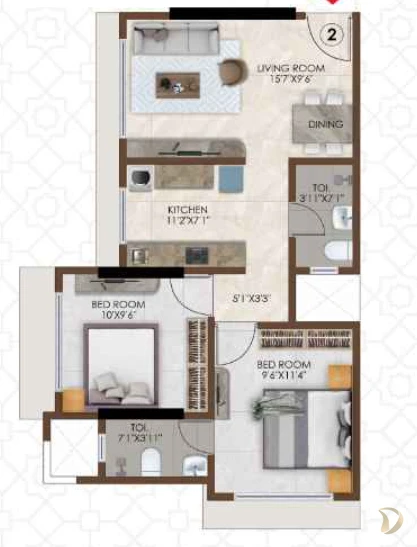 2
LIVING ROOM
15'7"X9'6"
DINING
TOI.
3'11"X7'1"
KITCHEN
11'2"X7'1"
5'1"X3'3"
BED ROOM
10'X9'6"
BED ROOM
9'6"X11'4"
TOI.
7'1"X3'11"